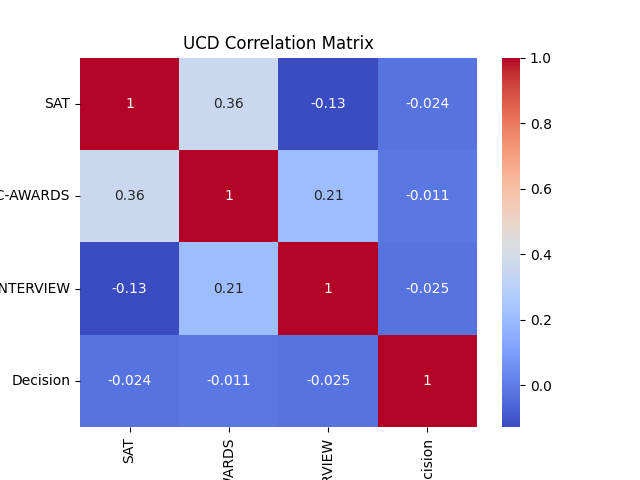 UCD Correlation Matrix
SAT 1 0.36 -0.13 -0.024
C-AWARDS 0.36 1 0.21 -0.011
NTERVIEW -0.13 0.21 1 -0.025
Decision -0.024 -0.011 -0.025 1
SAT
WARDS
RVIEW
cision
1.0
0.8
0.6
0.4
0.2
0.0